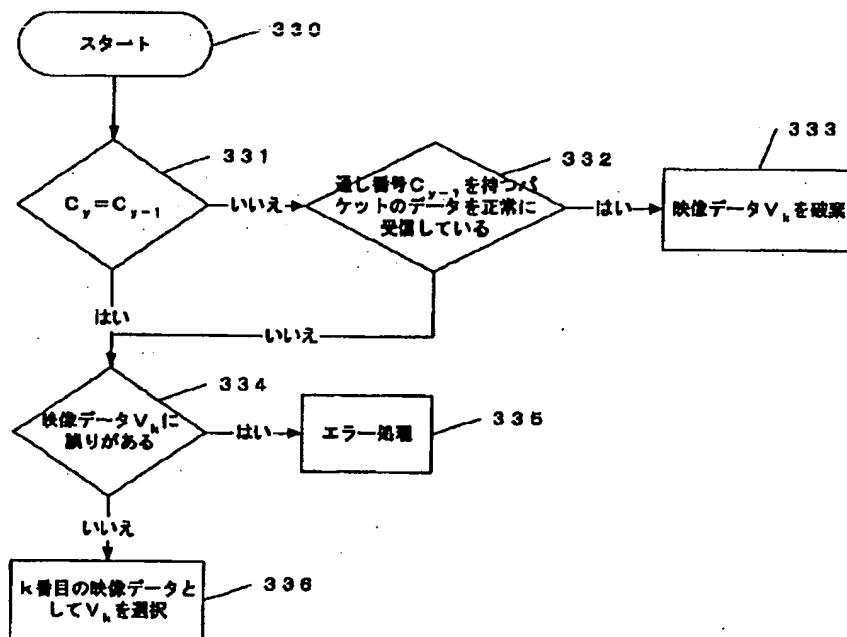 スタート
330
331
C_y=C_{y-1}
いいえ
332
通し番号C_{y-1}を持つパ
ケットのデータを正常に
受信している
はい
333
映像データV_kを破棄
はい
いいえ
334
映像データV_kに
誤りがある
はい
エラー処理
335
いいえ
k番目の映像データと
してV_kを選択
336